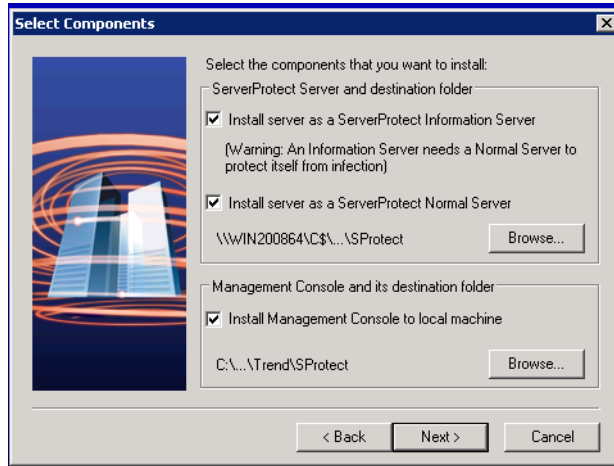 Select Components
Select the components that you want to install:
ServerProtect Server and destination folder
Install server as a ServerProtect Information Server
(Warning: An Information Server needs a Normal Server to
protect itself from infection)
Install server as a ServerProtect Normal Server
\\WIN200864\C$\...\SProtect
Browse...
Management Console and its destination folder
Install Management Console to local machine
C:\...\Trend\SProtect
Browse...
< Back
Next >
Cancel